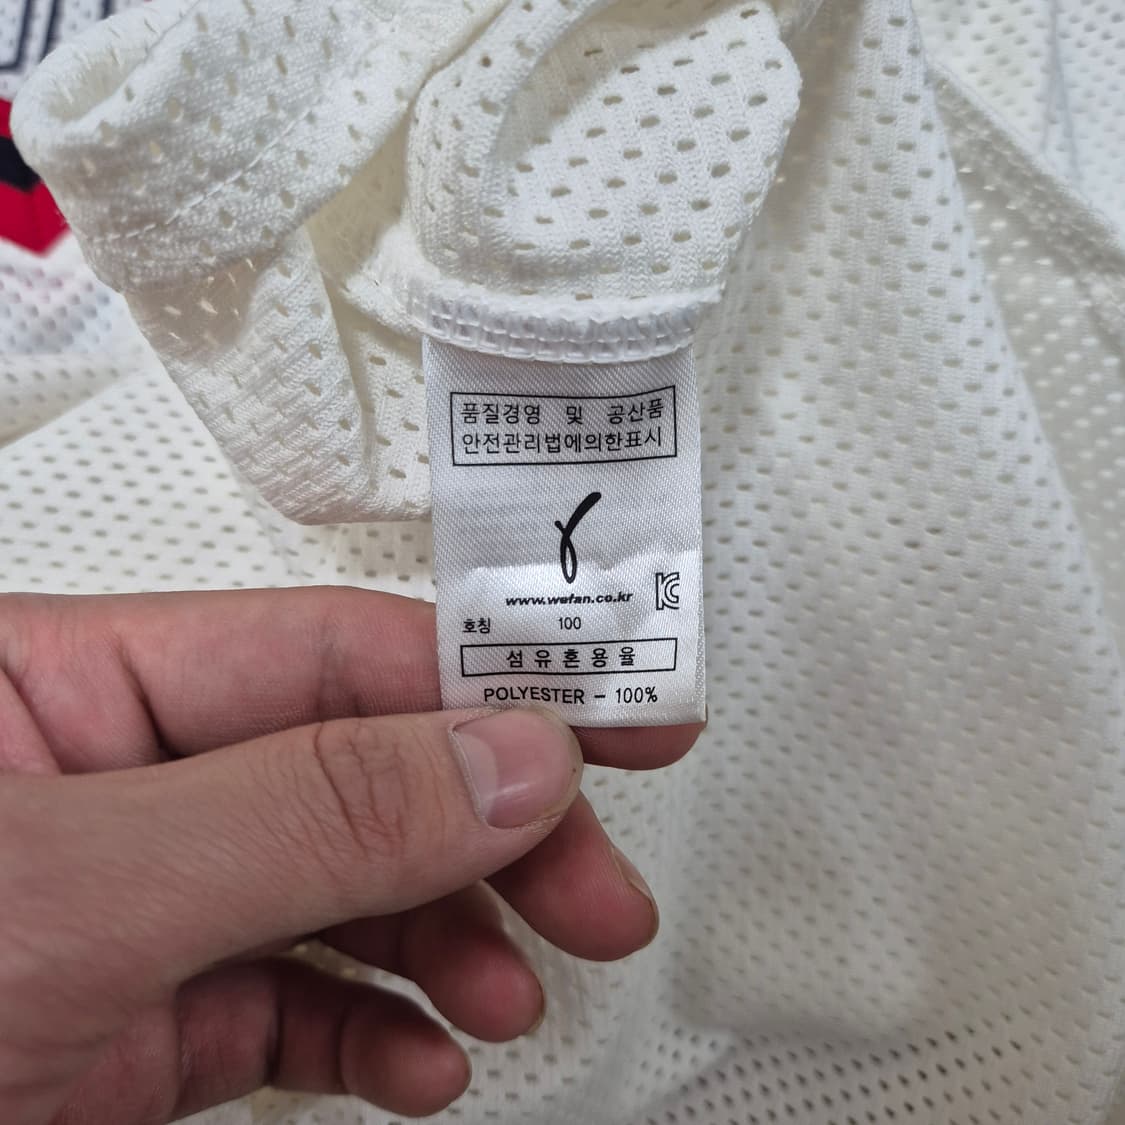 품질경영 및 공산품
안전관리법에의한표시
www.wefan.co.kr
호칭 100
섬유혼용율
POLYESTER - 100%